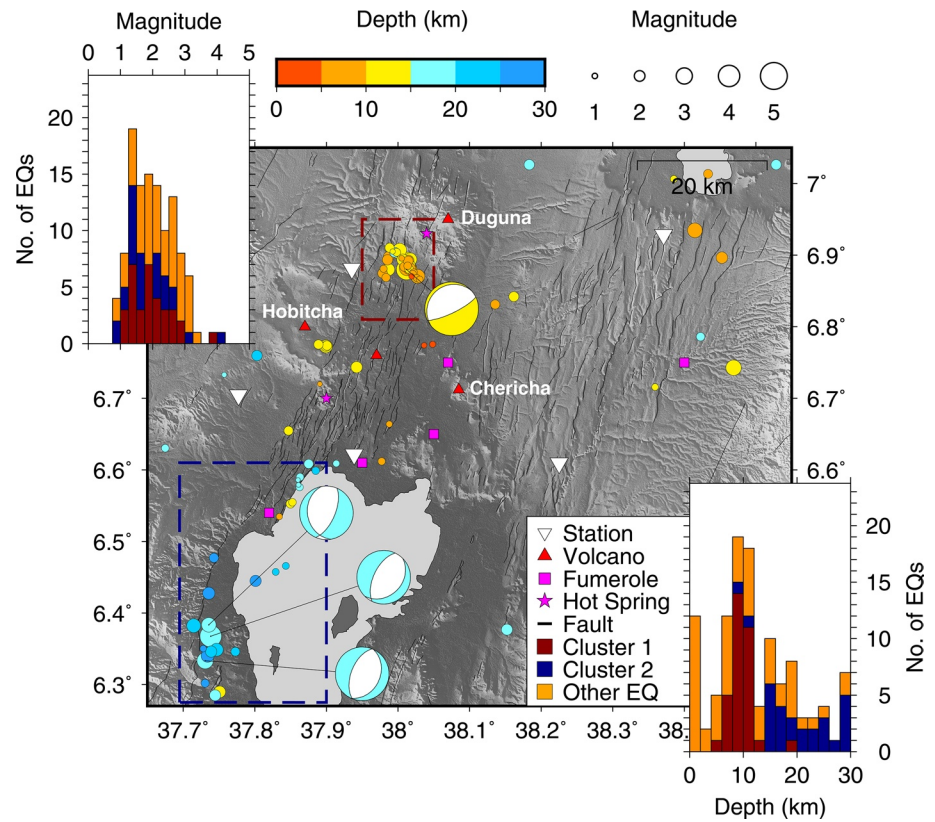 Magnitude
0 1 2 3 4 5
Depth (km)
0 10 20 30
Magnitude
1 2 3 4 5
No. of EQs
20
15
10
5
0
20 km
7°
6.9°
6.8°
6.7°
6.6°
Duguna
Hobitcha
Chericha
6.7°
6.6°
6.5°
6.4°
6.3°
37.7° 37.8° 37.9° 38° 38.1° 38.2° 38.3° 38.
Station
Volcano
Fumerole
Hot Spring
Fault
Cluster 1
Cluster 2
Other EQ
No. of EQs
20
15
10
5
0
0 10 20 30
Depth (km)